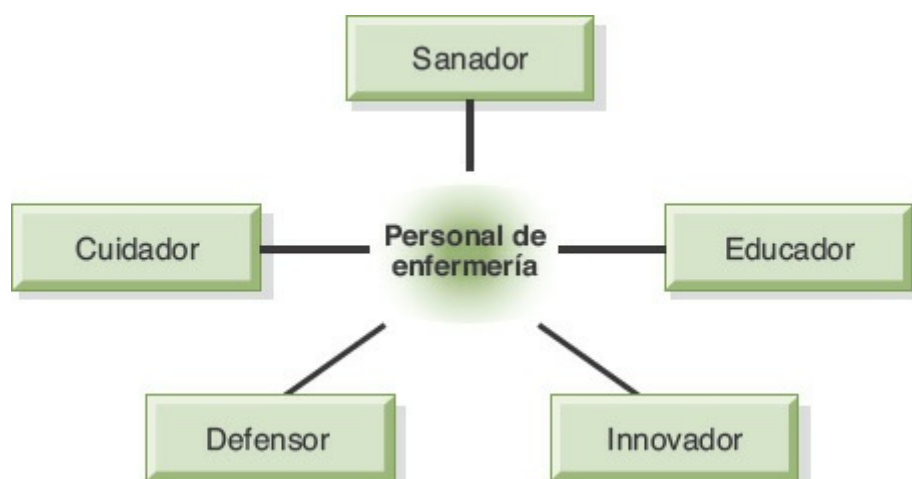 Sanador
Cuidador
Personal de
enfermería
Educador
Defensor
Innovador